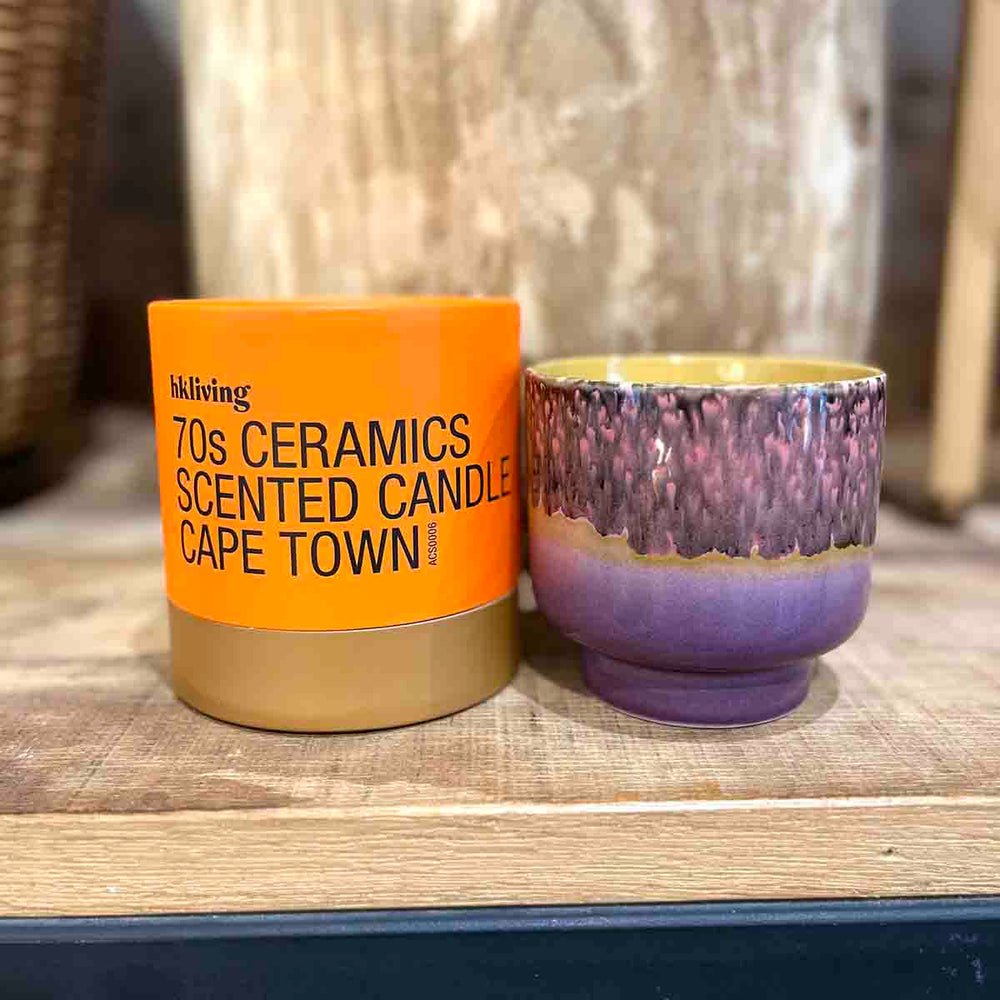 hkliving
70s CERAMICS
SCENTED CANDLE
CAPE TOWN
ACS0006